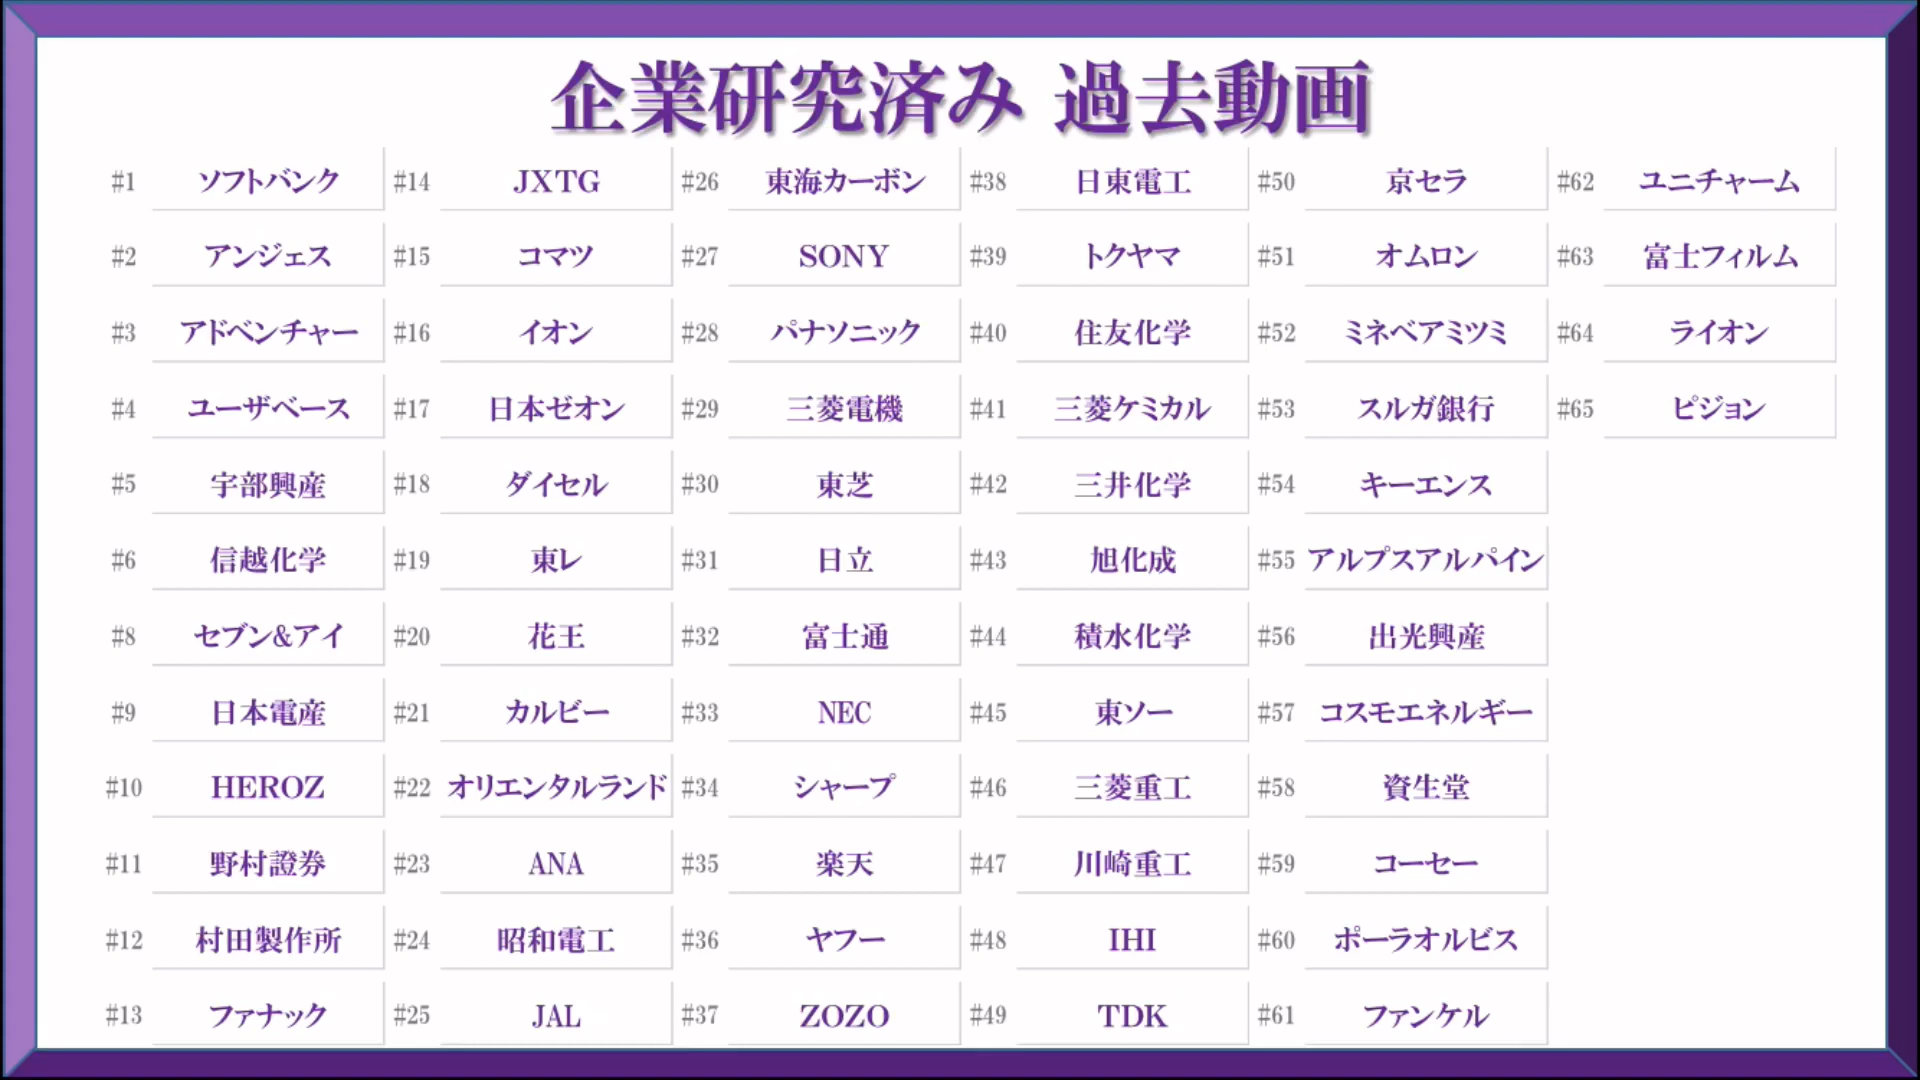 企業研究済み 過去動画
#1 ソフトバンク #14 JXTG #26 東海カーボン #38 日東電工 #50 京セラ #62 ユニチャーム
#2 アンジェス #15 コマツ #27 SONY #39 トクヤマ #51 オムロン #63 富士フィルム
#3 アドベンチャー #16 イオン #28 パナソニック #40 住友化学 #52 ミネベアミツミ #64 ライオン
#4 ユーザベース #17 日本ゼオン #29 三菱電機 #41 三菱ケミカル #53 スルガ銀行 #65 ピジョン
#5 宇部興産 #18 ダイセル #30 東芝 #42 三井化学 #54 キーエンス
#6 信越化学 #19 東レ #31 日立 #43 旭化成 #55 アルプスアルパイン
#8 セブン&アイ #20 花王 #32 富士通 #44 積水化学 #56 出光興産
#9 日本電産 #21 カルビー #33 NEC #45 東ソー #57 コスモエネルギー
#10 HEROZ #22 オリエンタルランド #34 シャープ #46 三菱重工 #58 資生堂
#11 野村證券 #23 ANA #35 楽天 #47 川崎重工 #59 コーセー
#12 村田製作所 #24 昭和電工 #36 ヤフー #48 IHI #60 ポーラオルビス
#13 ファナック #25 JAL #37 ZOZO #49 TDK #61 ファンケル